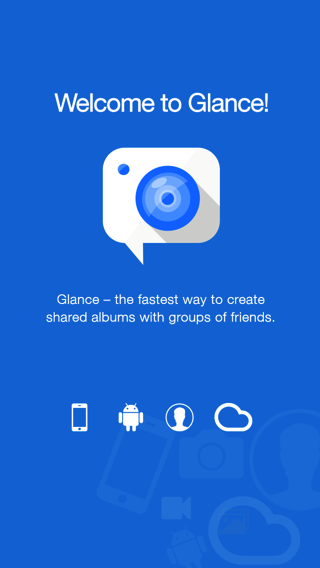 Welcome to Glance!
Glance – the fastest way to create
shared albums with groups of friends.